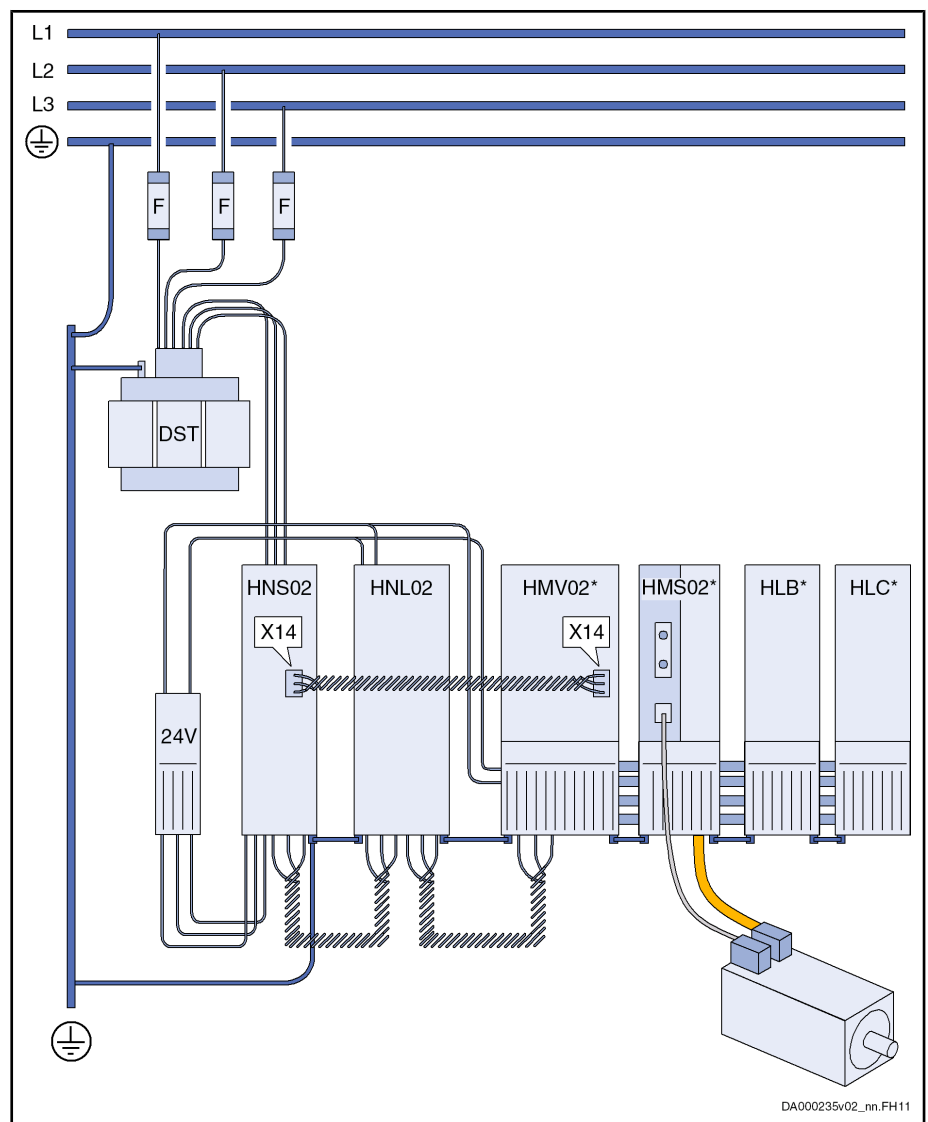 L1
L2
L3
F F F
DST
HNS02 HNL02 HMV02* HMS02* HLB* HLC*
X14 X14
24V
DA000235v02_nn.FH11